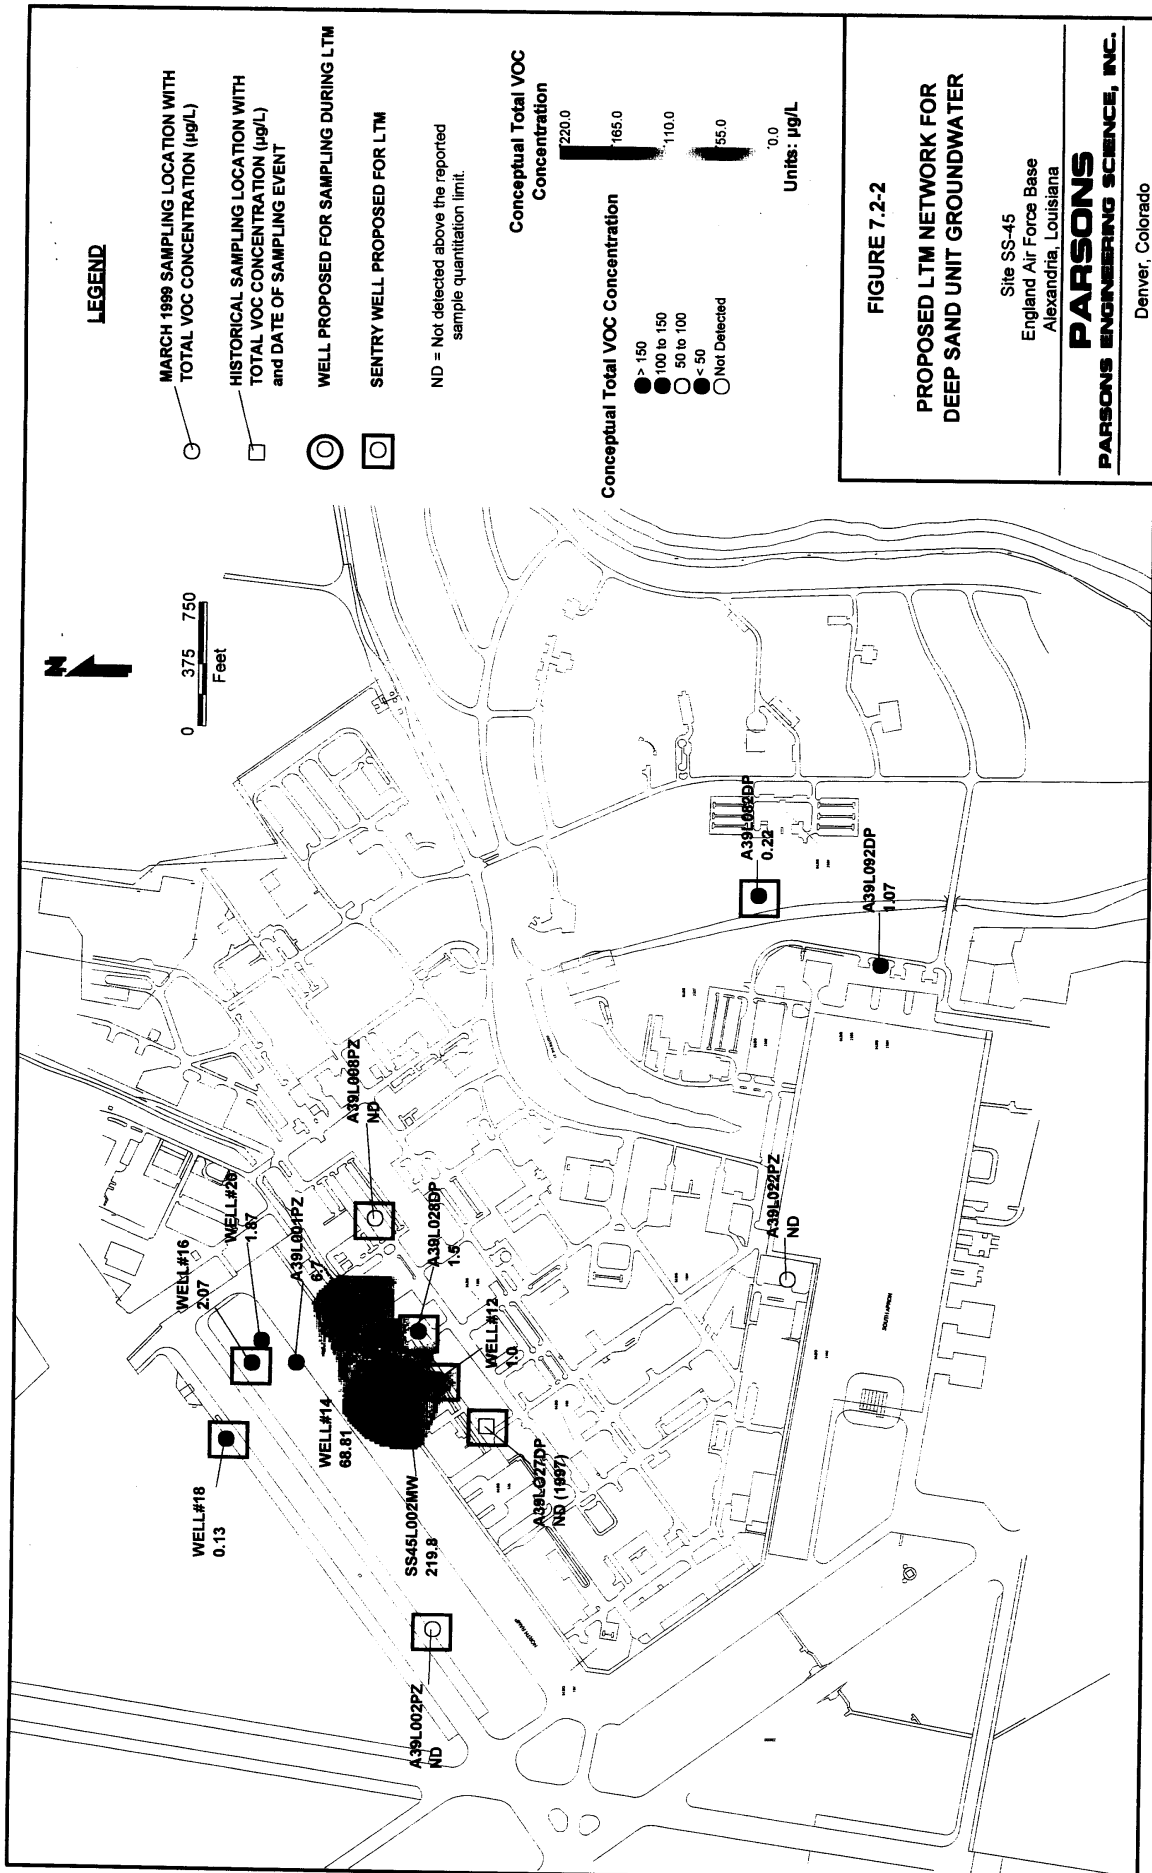 LEGEND
MARCH 1999 SAMPLING LOCATION WITH
TOTAL VOC CONCENTRATION (µg/L)
HISTORICAL SAMPLING LOCATION WITH
TOTAL VOC CONCENTRATION (µg/L)
and DATE OF SAMPLING EVENT
WELL PROPOSED FOR SAMPLING DURING LTM
SENTRY WELL PROPOSED FOR LTM
ND = Not detected above the reported
sample quantitation limit.
Conceptual Total VOC
Concentration
220.0
165.0
110.0
55.0
0.0
Units: µg/L
Conceptual Total VOC Concentration
> 150
100 to 150
50 to 100
< 50
Not Detected
N
0 375 750
Feet
WELL#18
0.13
WELL#16
2.07
WELL#20
1.87
A39L001PZ
6.7
WELL#14
68.81
SS45L002MW
219.8
A39L002PZ
ND
A39L008PZ
ND
A39L028DP
1.5
WELL#12
1.0
A39L027DP
ND (1997)
A39L022PZ
ND
A39L082DP
0.22
A39L092DP
1.07
NORTH RAMP
SOUTH APRON
FIGURE 7.2-2
PROPOSED LTM NETWORK FOR
DEEP SAND UNIT GROUNDWATER
Site SS-45
England Air Force Base
Alexandria, Louisiana
PARSONS
PARSONS ENGINEERING SCIENCE, INC.
Denver, Colorado